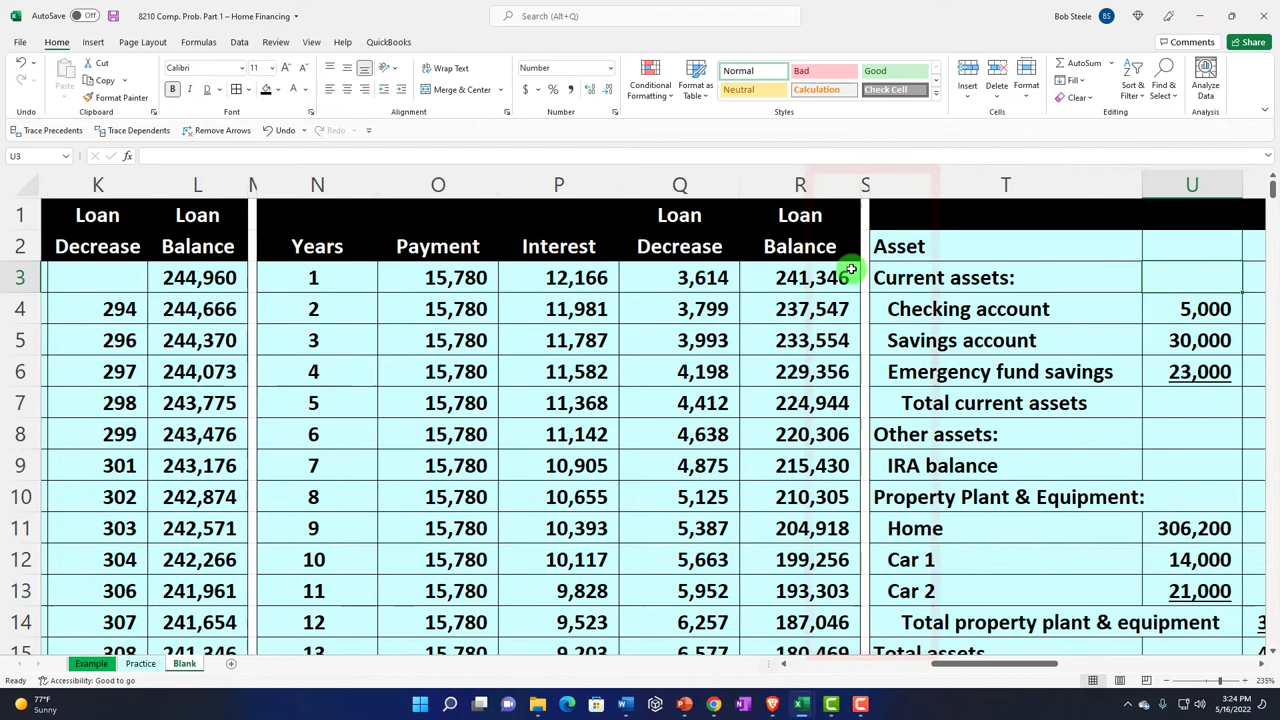 AutoSave Off 8210 Comp. Prob. Part 1 – Home Financing Search (Alt+Q) Bob Steele BS
File Home Insert Page Layout Formulas Data Review View Help QuickBooks Comments Share
Cut Calibri 11 Wrap Text Number Normal Bad Good AutoSum
Paste Copy Conditional Format as Neutral Calculation Check Cell Insert Delete Format Fill Sort & Find & Analyze
Format Painter B I U Merge & Center $ % Formatting Table Clear Filter Select Data
Undo Clipboard Font Alignment Number Styles Cells Editing Analysis
Trace Precedents Trace Dependents Remove Arrows Undo Redo
U3 fx
K L M N O P Q R S T U
1 Loan Loan Loan Loan
2 Decrease Balance Years Payment Interest Decrease Balance Asset
3 244,960 1 15,780 12,166 3,614 241,346 Current assets:
4 294 244,666 2 15,780 11,981 3,799 237,547 Checking account 5,000
5 296 244,370 3 15,780 11,787 3,993 233,554 Savings account 30,000
6 297 244,073 4 15,780 11,582 4,198 229,356 Emergency fund savings 23,000
7 298 243,775 5 15,780 11,368 4,412 224,944 Total current assets
8 299 243,476 6 15,780 11,142 4,638 220,306 Other assets:
9 301 243,176 7 15,780 10,905 4,875 215,430 IRA balance
10 302 242,874 8 15,780 10,655 5,125 210,305 Property Plant & Equipment:
11 303 242,571 9 15,780 10,393 5,387 204,918 Home 306,200
12 304 242,266 10 15,780 10,117 5,663 199,256 Car 1 14,000
13 306 241,961 11 15,780 9,828 5,952 193,303 Car 2 21,000
14 307 241,654 12 15,780 9,523 6,257 187,046 Total property plant & equipment 3
15 308 241,346 13 15,780 9,203 6,577 180,469 Total assets
Example Practice Blank
Ready Accessibility: Good to go 235%
77°F
Sunny
3:24 PM
5/16/2022